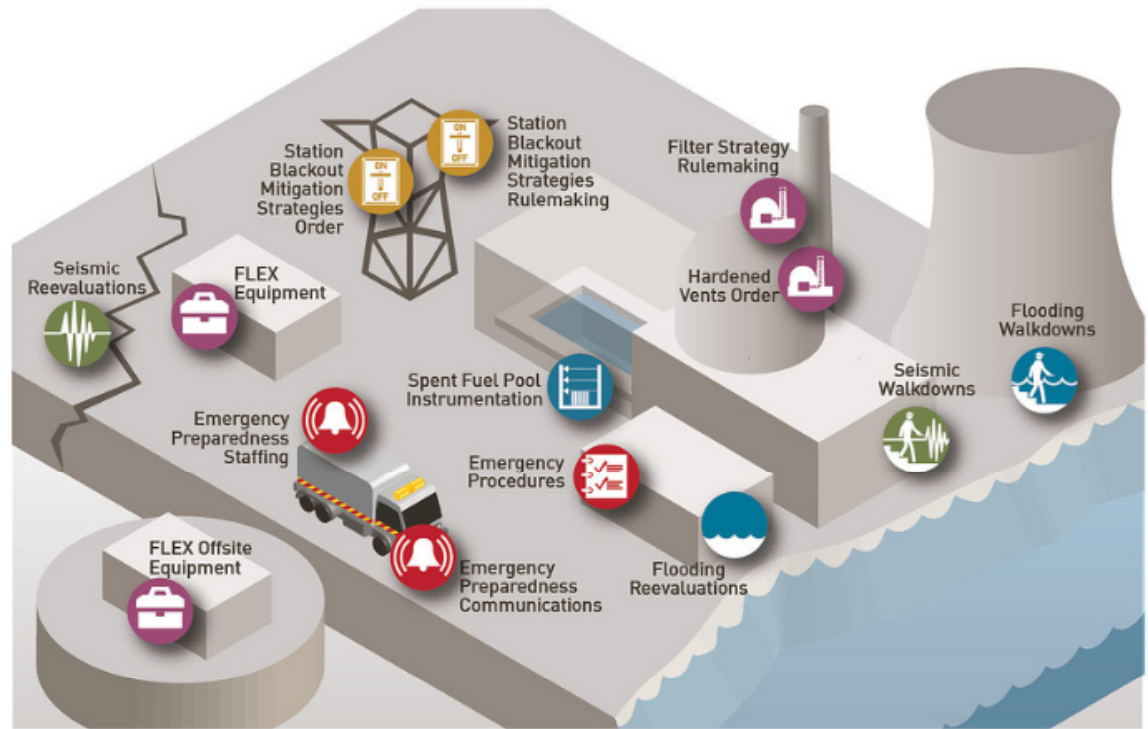 Station
Blackout
Mitigation
Strategies
Order
ON
OFF
Station
Blackout
Mitigation
Strategies
Rulemaking
ON
OFF
Filter Strategy
Rulemaking
Hardened
Vents Order
Seismic
Reevaluations
FLEX
Equipment
Flooding
Walkdowns
Seismic
Walkdowns
Spent Fuel Pool
Instrumentation
Emergency
Preparedness
Staffing
Emergency
Procedures
FLEX Offsite
Equipment
Emergency
Preparedness
Communications
Flooding
Reevaluations